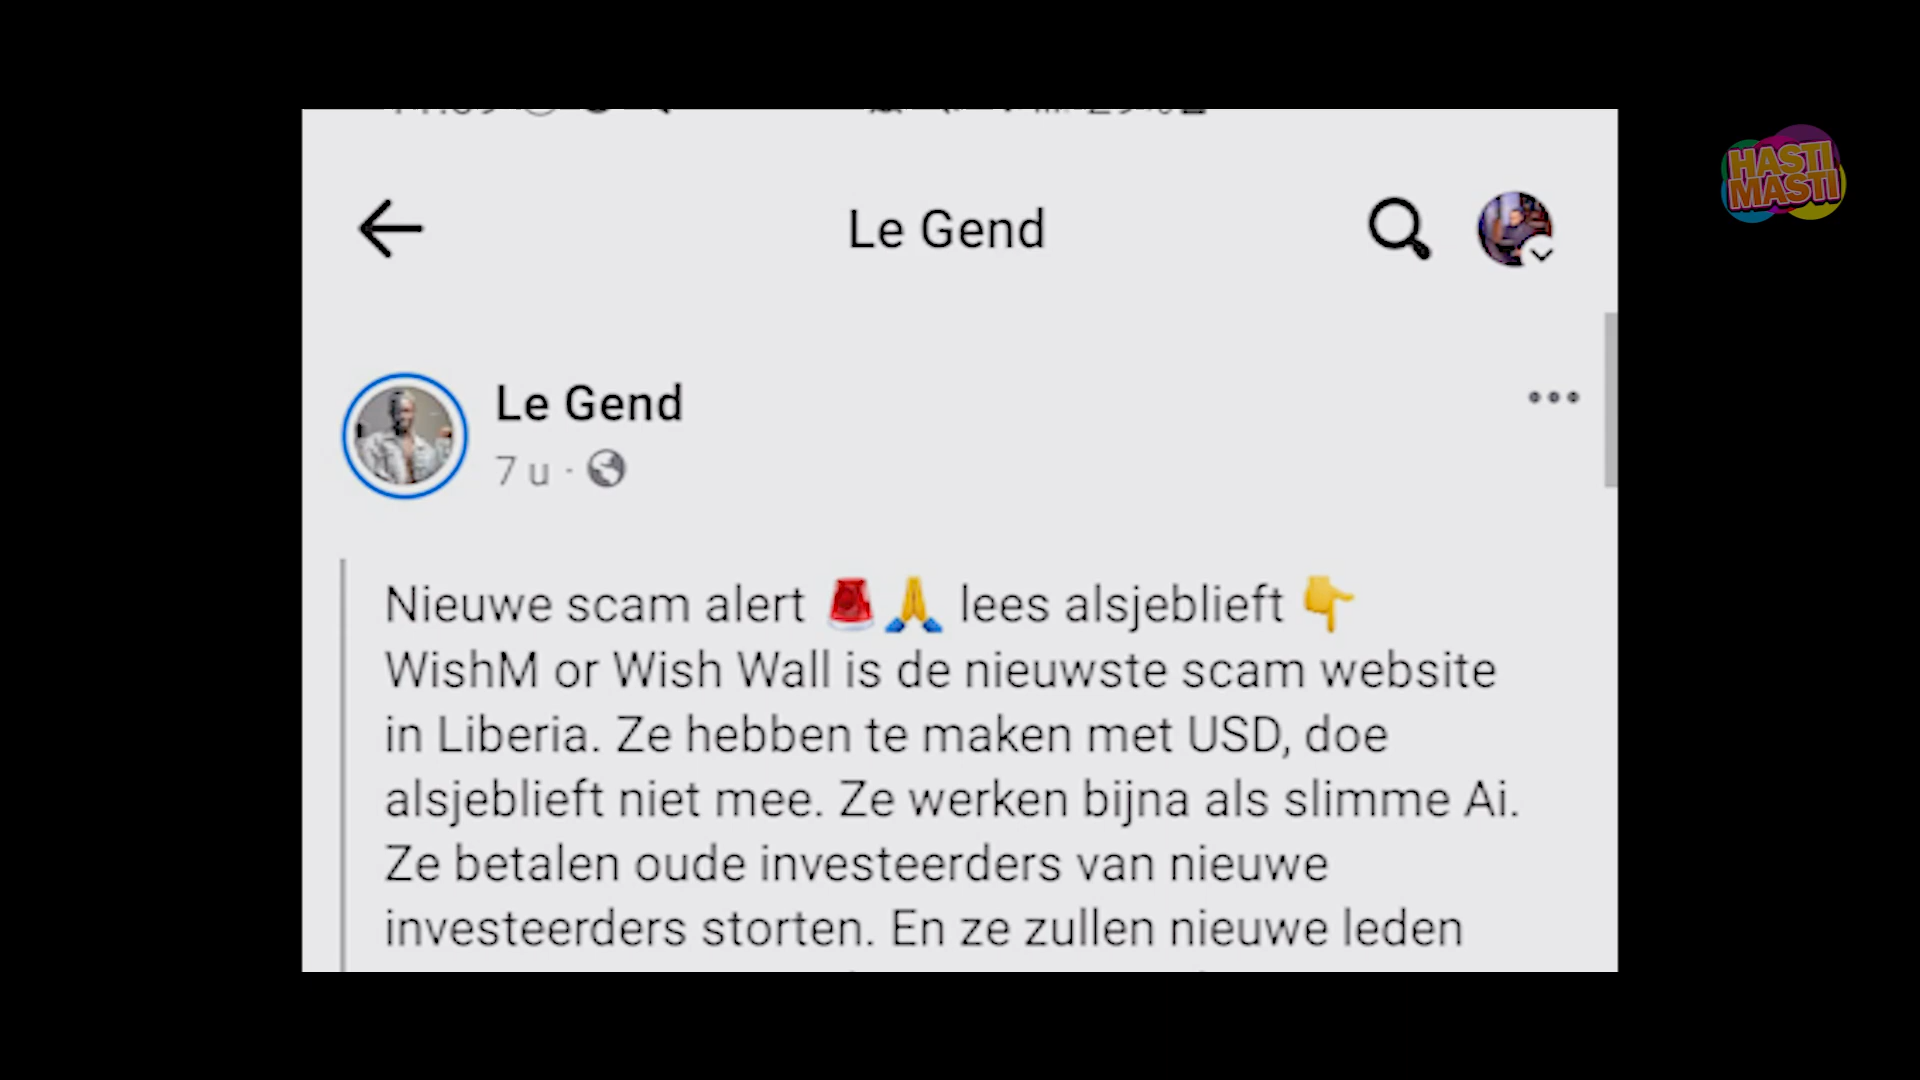 Le Gend
HASTI
MASTI
Le Gend
7 u ·
Nieuwe scam alert 🚨🙏 lees alsjeblieft 👇
WishM or Wish Wall is de nieuwste scam website
in Liberia. Ze hebben te maken met USD, doe
alsjeblieft niet mee. Ze werken bijna als slimme Ai.
Ze betalen oude investeerders van nieuwe
investeerders storten. En ze zullen nieuwe leden